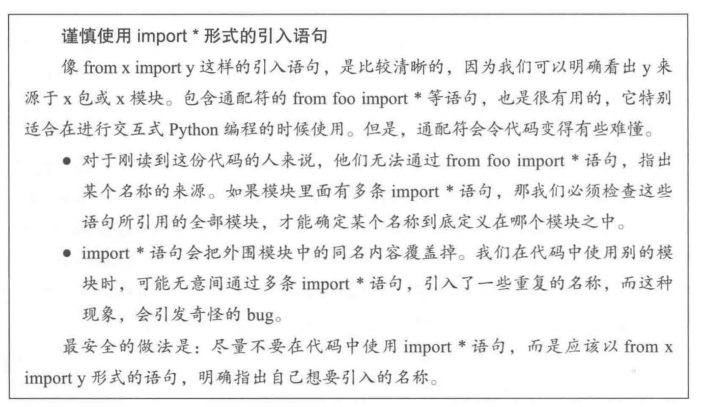 谨慎使用 import * 形式的引入语句
像 from x import y 这样的引入语句，是比较清晰的，因为我们可以明确看出 y 来
源于 x 包或 x 模块。包含通配符的 from foo import * 等语句，也是很有用的，它特别
适合在进行交互式 Python 编程的时候使用。但是，通配符会令代码变得有些难懂。
● 对于刚读到这份代码的人来说，他们无法通过 from foo import * 语句，指出
某个名称的来源。如果模块里面有多条 import * 语句，那我们必须检查这些
语句所引用的全部模块，才能确定某个名称到底定义在哪个模块之中。
● import * 语句会把外围模块中的同名内容覆盖掉。我们在代码中使用别的模
块时，可能无意间通过多条 import * 语句，引入了一些重复的名称，而这种
现象，会引发奇怪的 bug。
最安全的做法是：尽量不要在代码中使用 import * 语句，而是应该以 from x
import y 形式的语句，明确指出自己想要引入的名称。